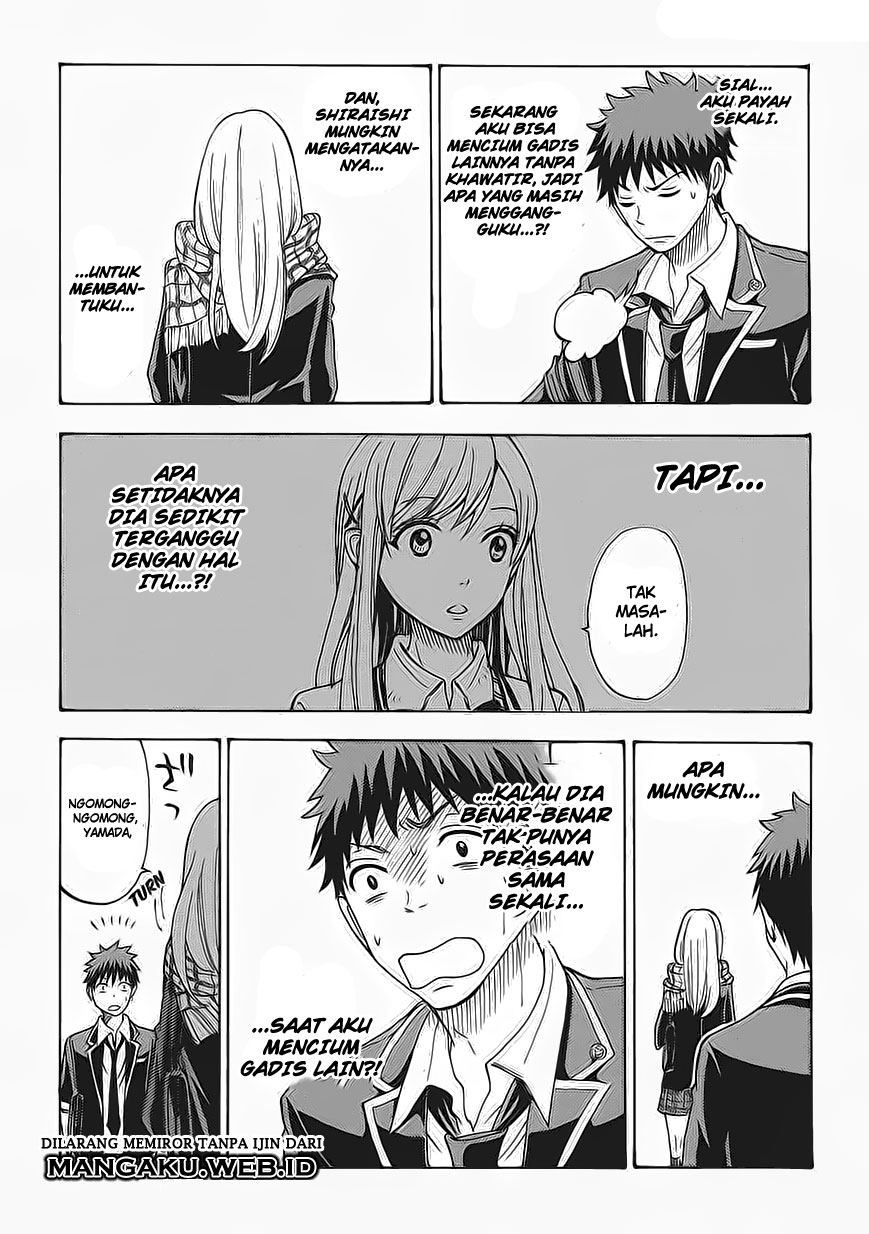 SIAL...
AKU PAYAH
SEKALI.
SEKARANG
AKU BISA
MENCIUM GADIS
LAINNYA TANPA
KHAWATIR, JADI
APA YANG MASIH
MENGGANG-
GUKU...?!
DAN,
SHIRAISHI
MUNGKIN
MENGATAKAN-
NYA...
...UNTUK
MEMBAN-
TUKU...
TAPI...
TAK
MASA-
LAH.
APA
SETIDAKNYA
DIA SEDIKIT
TERGANGGU
DENGAN HAL
ITU...?!
APA
MUNGKIN...
...KALAU DIA
BENAR-BENAR
TAK PUNYA
PERASAAN
SAMA
SEKALI...
...SAAT AKU
MENCIUM
GADIS LAIN?!
ざっ
NGOMONG-
NGOMONG,
YAMADA,
TURN
DILARANG MEMIROR TANPA IJIN DARI
MANGAKU.WEB.ID